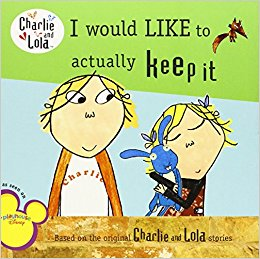 Charlie
and
Lola
I would LIKE to
actually keep it
Charlie
AS SEEN ON
PLAYHOUSE
Disney
Based on the original Charlie and Lola stories